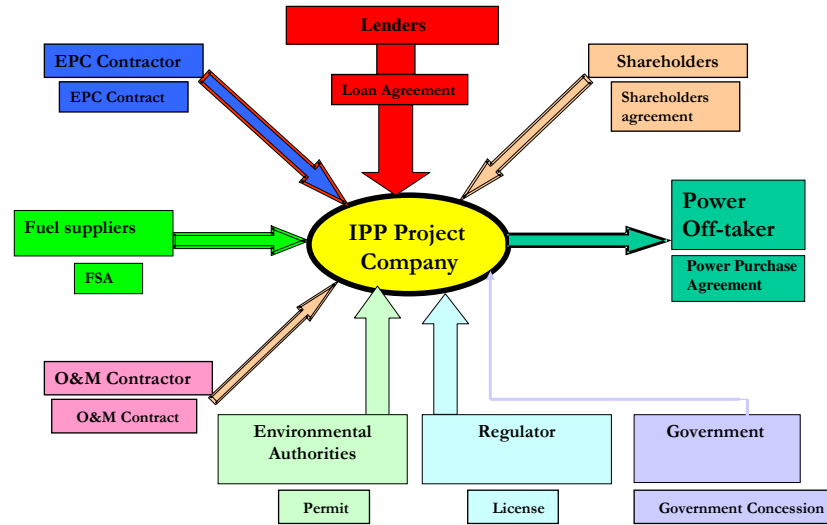 Lenders
EPC Contractor
Shareholders
EPC Contract
Loan Agreement
Shareholders
agreement
Fuel suppliers
FSA
IPP Project
Company
Power
Off-taker
Power Purchase
Agreement
O&M Contractor
O&M Contract
Environmental
Authorities
Regulator
Government
Permit
License
Government Concession